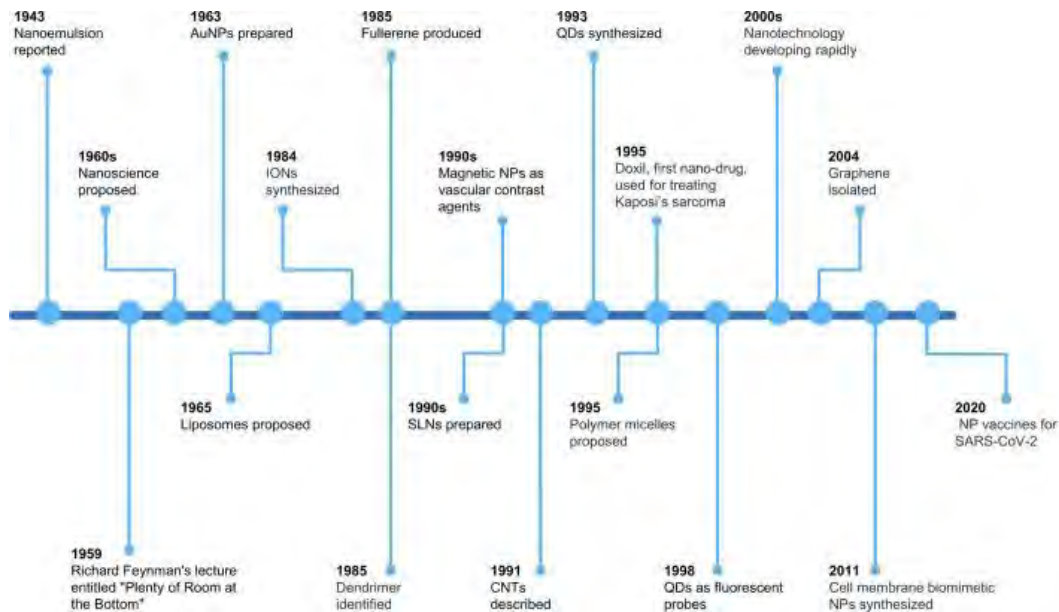 1943
Nanoemulsion
reported
1963
AuNPs prepared
1985
Fullerene produced
1993
QDs synthesized
2000s
Nanotechnology
developing rapidly
1960s
Nanoscience
proposed
1984
IONs
synthesized
1990s
Magnetic NPs as
vascular contrast
agents
1995
Doxil, first nano-drug,
used for treating
Kaposi's sarcoma
2004
Graphene
isolated
1965
Liposomes proposed
1990s
SLNs prepared
1995
Polymer micelles
proposed
2020
NP vaccines for
SARS-CoV-2
1959
Richard Feynman's lecture
entitled "Plenty of Room at
the Bottom"
1985
Dendrimer
identified
1991
CNTs
described
1998
QDs as fluorescent
probes
2011
Cell membrane biomimetic
NPs synthesized